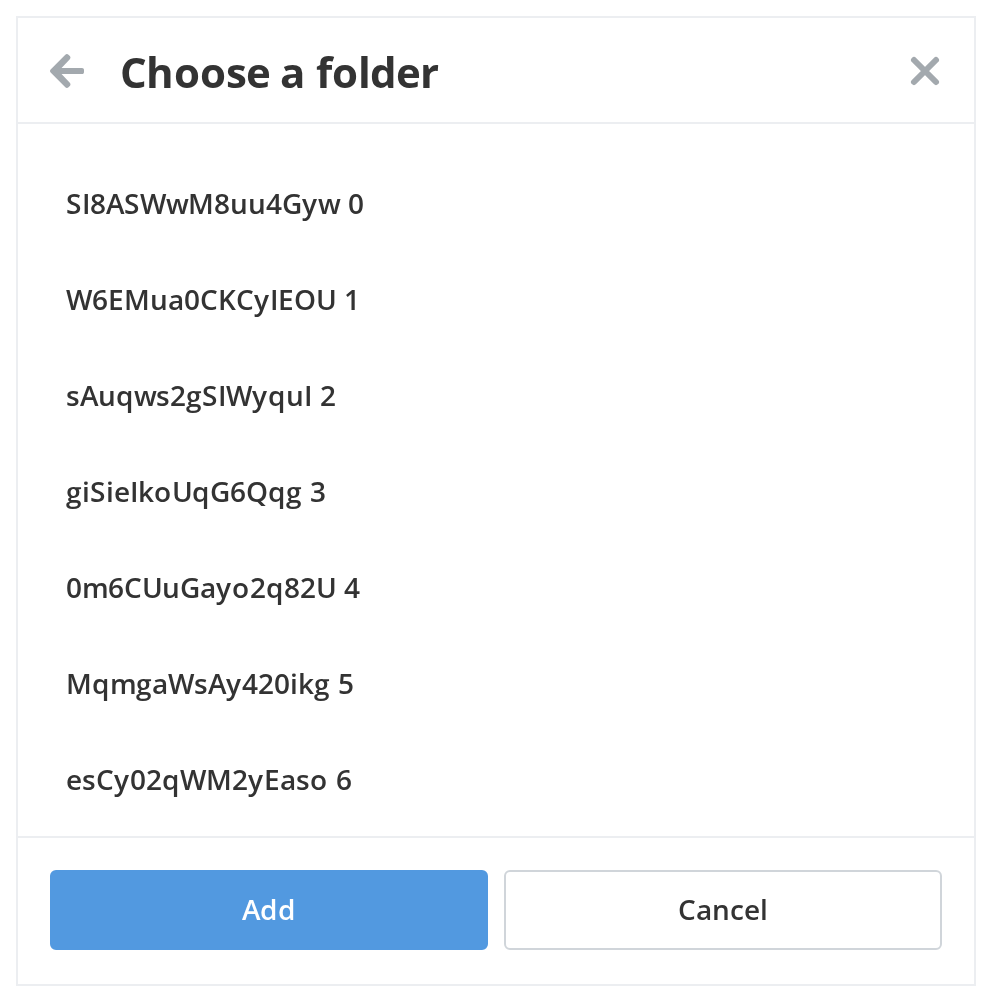 Choose a folder
SI8ASWwM8uu4Gyw 0
W6EMua0CKCyIEOU 1
sAuqws2gSIWyquI 2
giSieIkoUqG6Qqg 3
0m6CUuGayo2q82U 4
MqmgaWsAy420ikg 5
esCy02qWM2yEaso 6
Add
Cancel